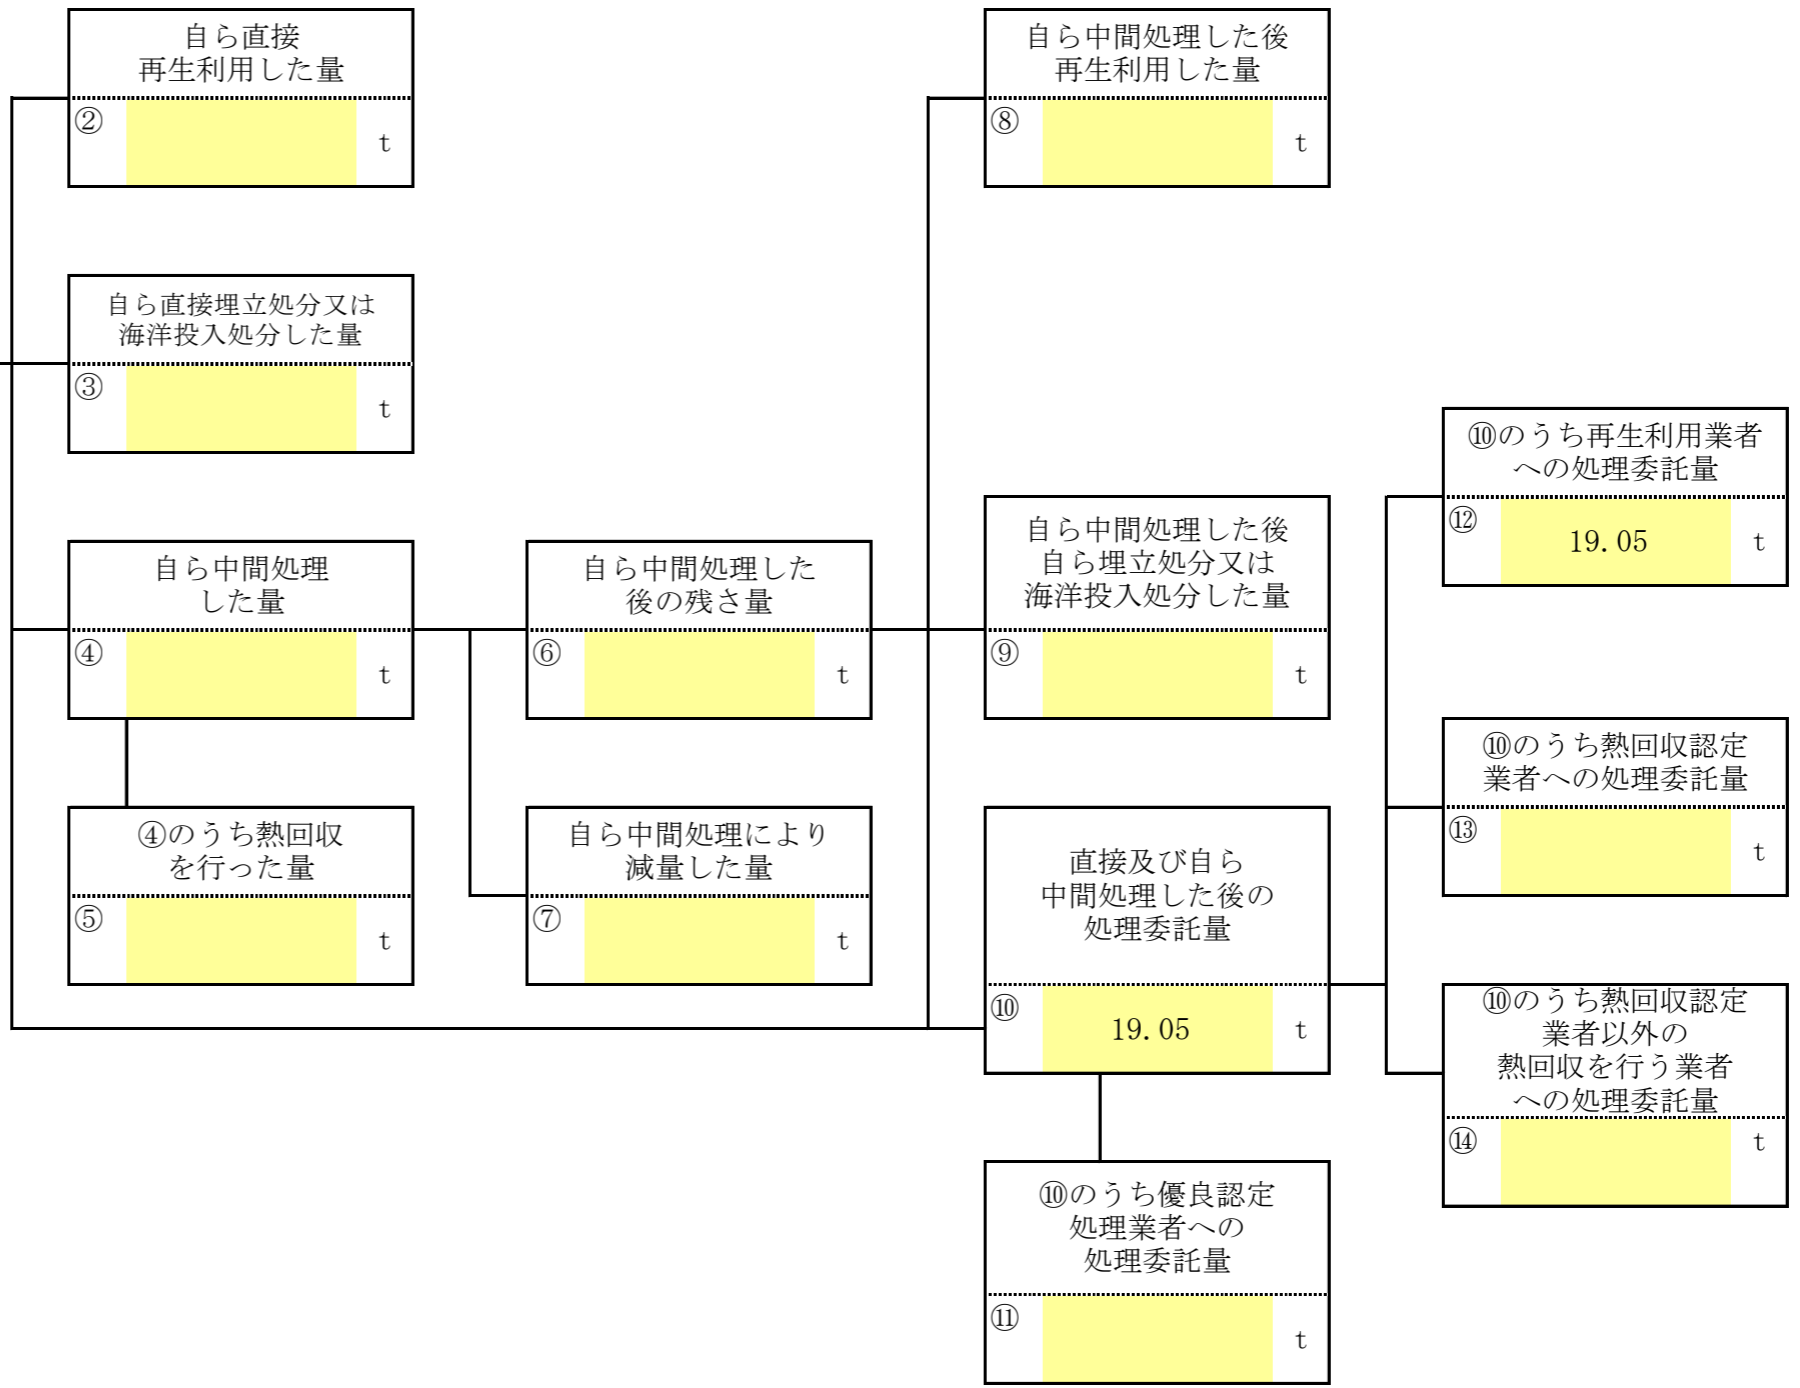 自ら直接
再生利用した量
②
t
自ら中間処理した後
再生利用した量
⑧
t
自ら直接埋立処分又は
海洋投入処分した量
③
t
⑩のうち再生利用業者
への処理委託量
⑫
19.05
t
自ら中間処理
した量
④
t
自ら中間処理した
後の残さ量
⑥
t
自ら中間処理した後
自ら埋立処分又は
海洋投入処分した量
⑨
t
⑩のうち熱回収認定
業者への処理委託量
⑬
t
④のうち熱回収
を行った量
⑤
t
自ら中間処理により
減量した量
⑦
t
直接及び自ら
中間処理した後の
処理委託量
⑩
19.05
t
⑩のうち熱回収認定
業者以外の
熱回収を行う業者
への処理委託量
⑭
t
⑩のうち優良認定
処理業者への
処理委託量
⑪
t